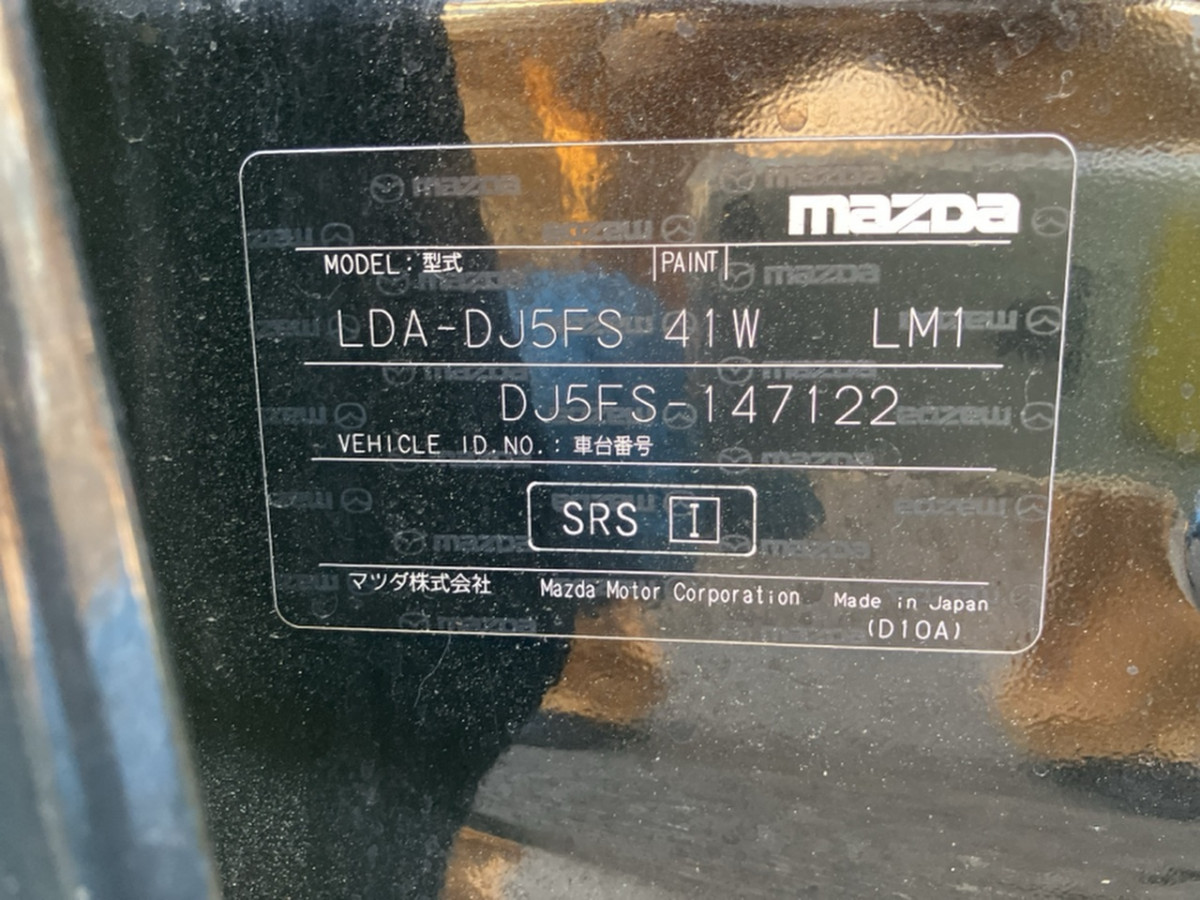 mazda
MODEL: 型式 PAINT
LDA-DJ5FS 41W LM1
DJ5FS-147122
VEHICLE ID.NO.: 車台番号
SRS I
マツダ株式会社 Mazda Motor Corporation Made in Japan
(D10A)